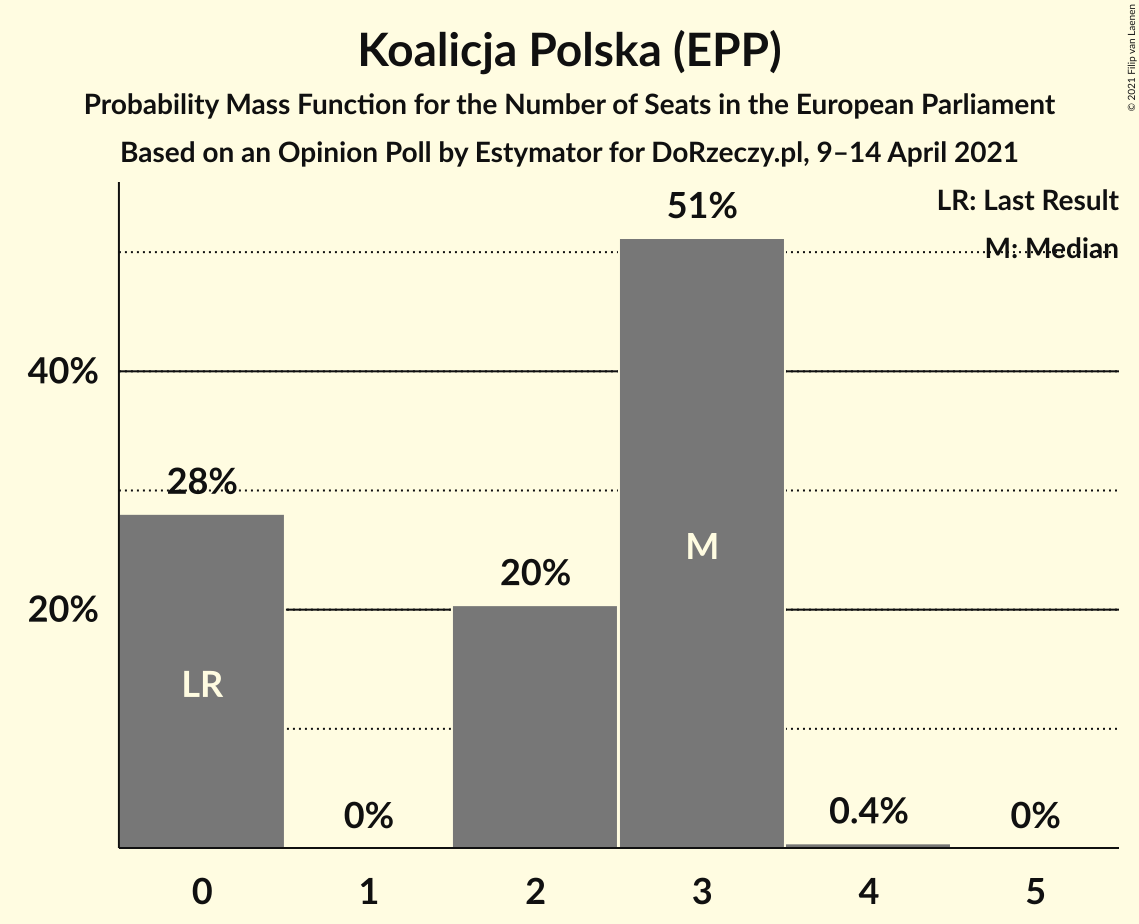 Koalicja Polska (EPP)
Probability Mass Function for the Number of Seats in the European Parliament
Based on an Opinion Poll by Estymator for DoRzeczy.pl, 9–14 April 2021
© 2021 Filip van Laenen
LR: Last Result
M: Median
51%
40%
28%
M
20%
20%
LR
0%
0.4%
0%
0 1 2 3 4 5